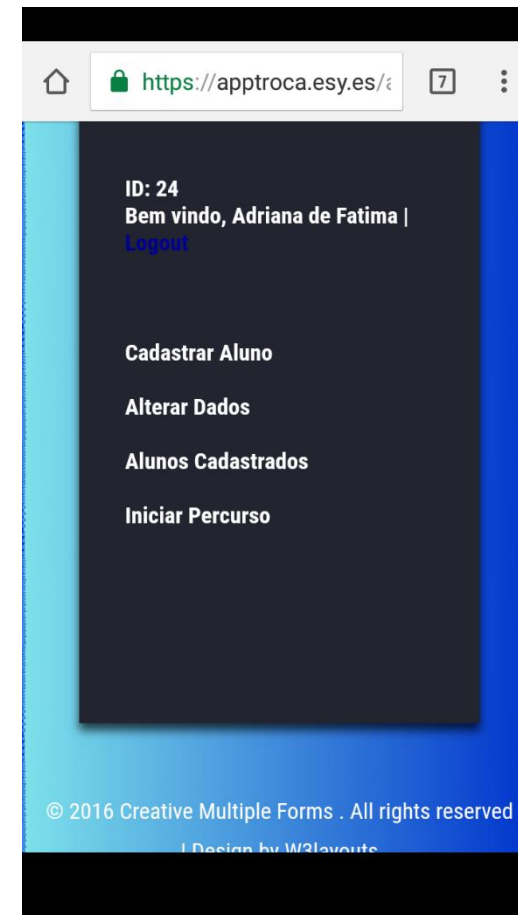 https://apptroca.esy.es/a
7
ID: 24
Bem vindo, Adriana de Fatima |
Logout
Cadastrar Aluno
Alterar Dados
Alunos Cadastrados
Iniciar Percurso
© 2016 Creative Multiple Forms . All rights reserved
| Design by W3layouts